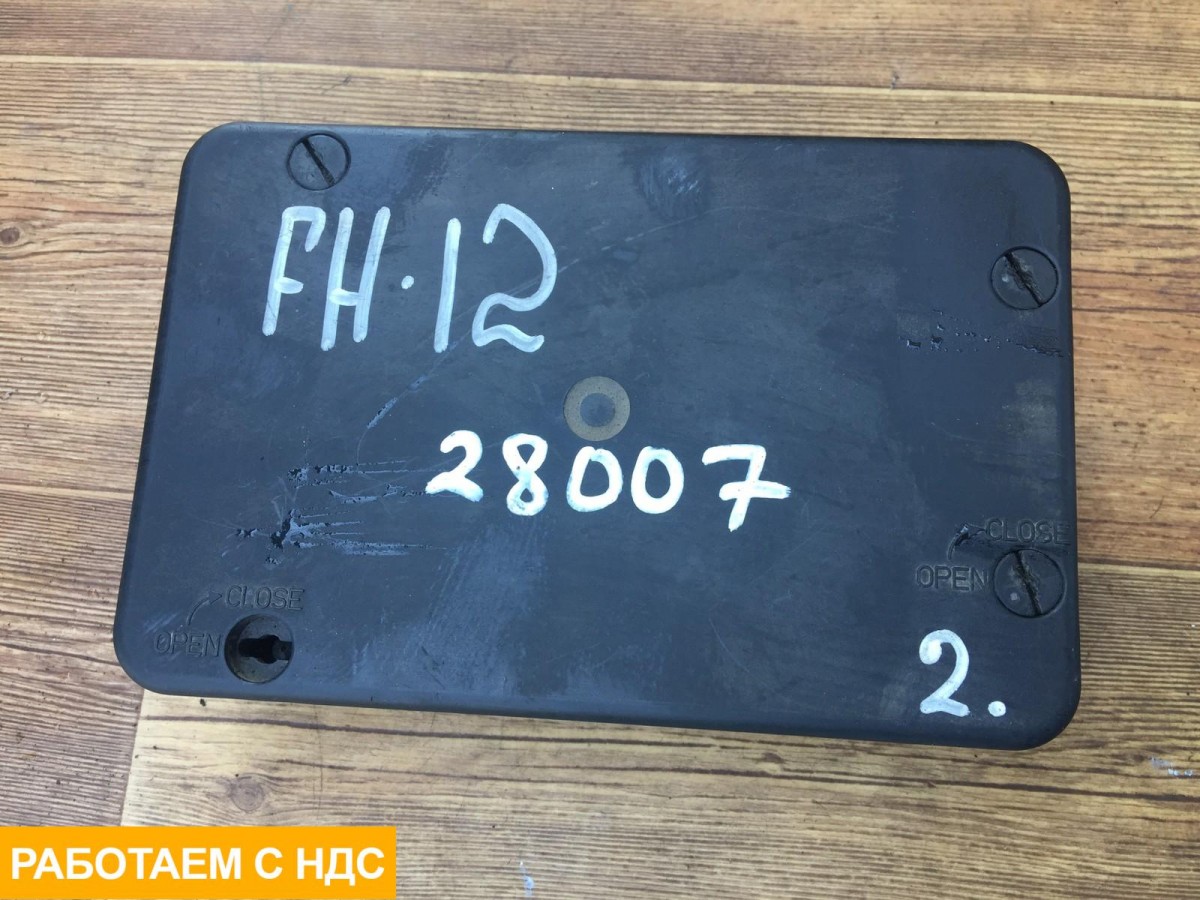 FH·12
28007
CLOSE
OPEN
CLOSE
OPEN
2.
РАБОТАЕМ С НДС